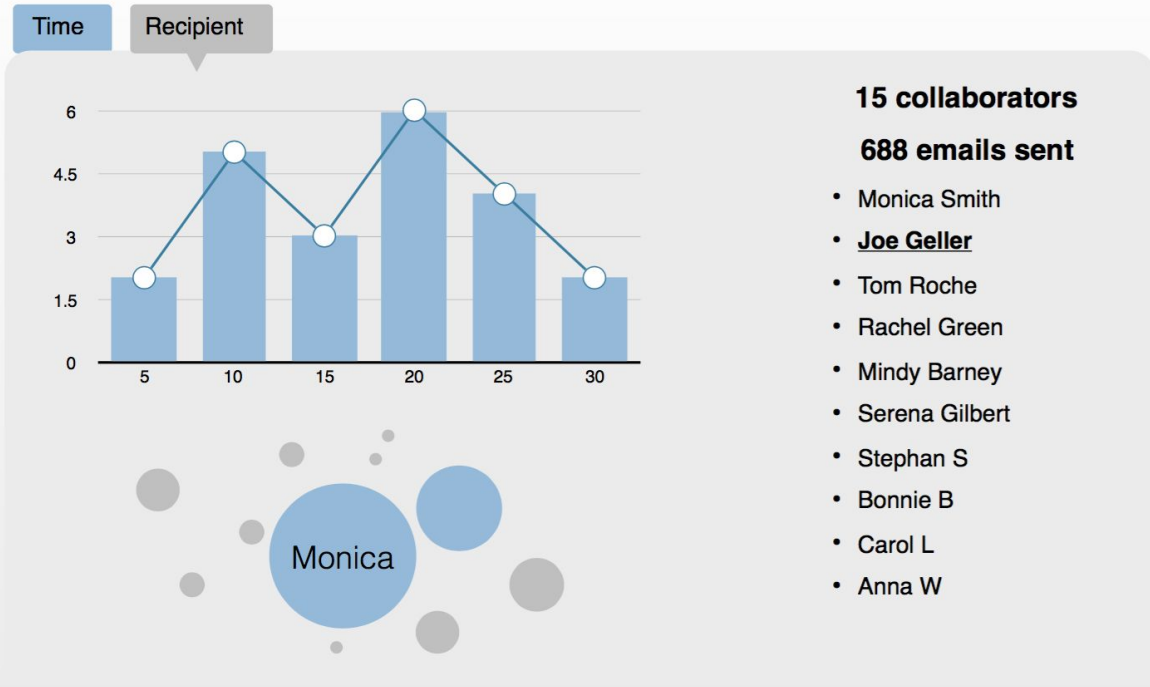 Time
Recipient
6
4.5
3
1.5
0
5 10 15 20 25 30
Monica
15 collaborators
688 emails sent
• Monica Smith
• Joe Geller
• Tom Roche
• Rachel Green
• Mindy Barney
• Serena Gilbert
• Stephan S
• Bonnie B
• Carol L
• Anna W